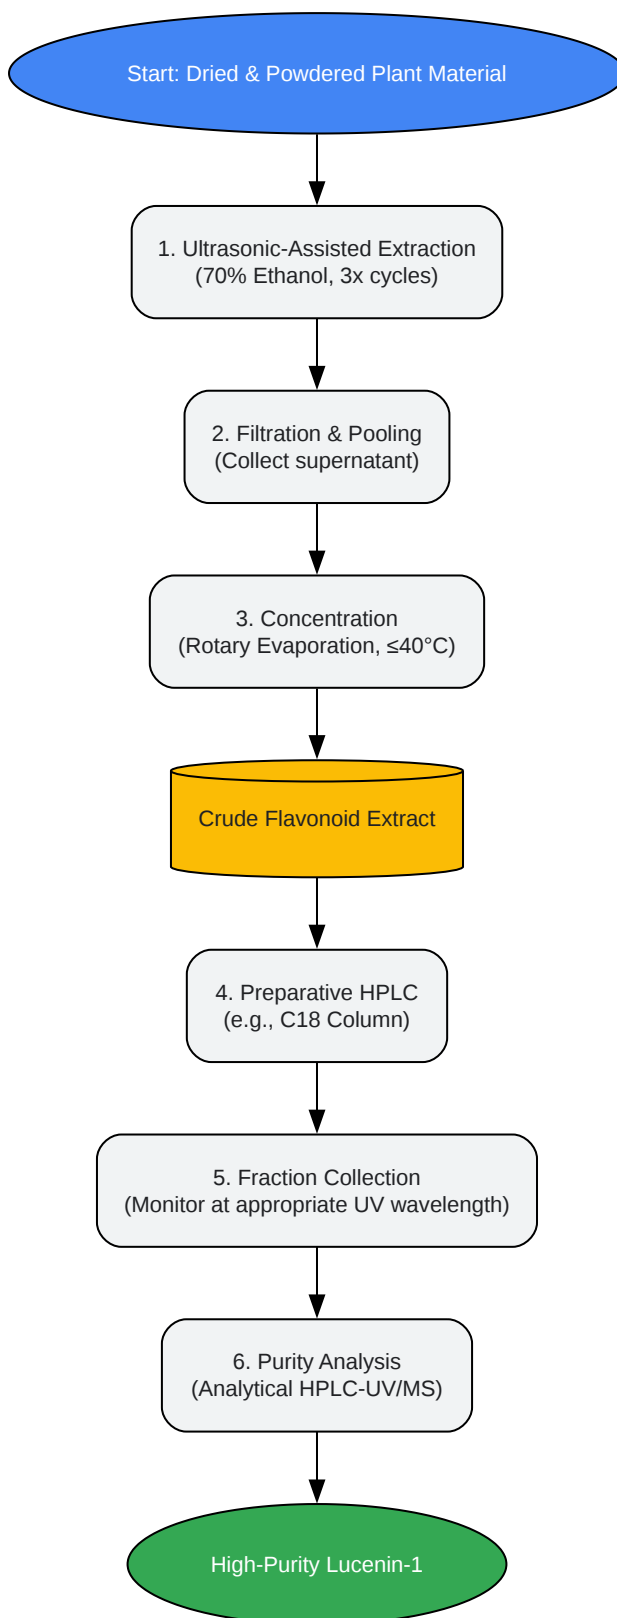 Start: Dried & Powdered Plant Material
1. Ultrasonic-Assisted Extraction
(70% Ethanol, 3x cycles)
2. Filtration & Pooling
(Collect supernatant)
3. Concentration
(Rotary Evaporation, ≤40°C)
Crude Flavonoid Extract
4. Preparative HPLC
(e.g., C18 Column)
5. Fraction Collection
(Monitor at appropriate UV wavelength)
6. Purity Analysis
(Analytical HPLC-UV/MS)
High-Purity Lucenin-1